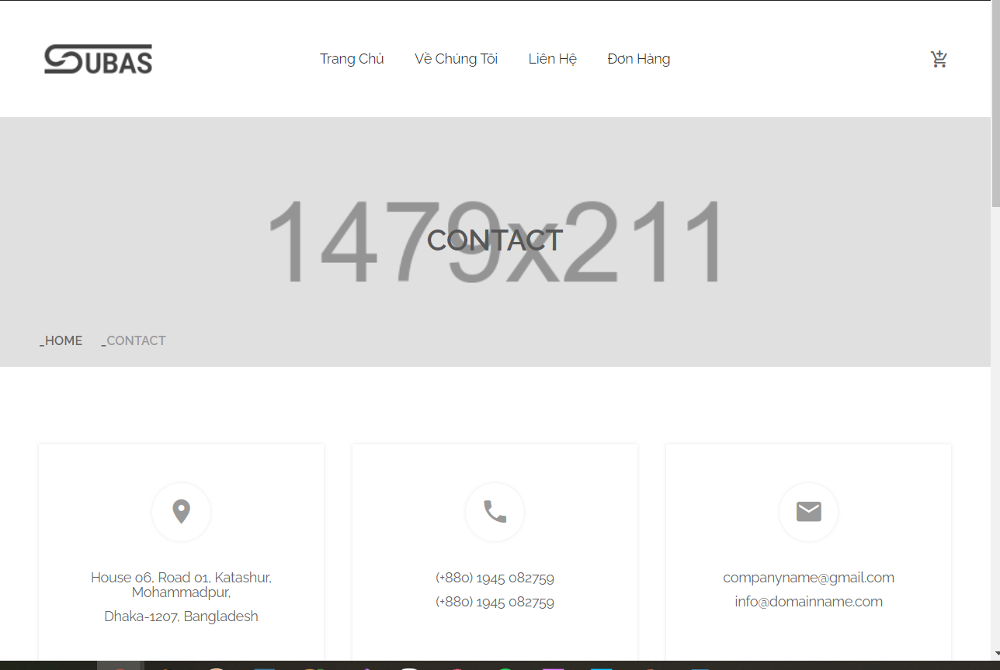 SUBAS
Trang Chủ
Về Chúng Tôi
Liên Hệ
Đơn Hàng
1479x211
CONTACT
_HOME _CONTACT
House 06, Road 01, Katashur,
Mohammadpur,
Dhaka-1207, Bangladesh
(+880) 1945 082759
(+880) 1945 082759
companyname@gmail.com
info@domainname.com